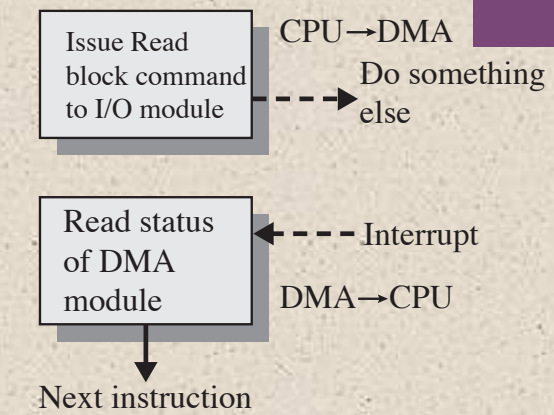 Issue Read
block command
to I/O module
CPU→DMA
Do something
else
Read status
of DMA
module
Interrupt
DMA→CPU
Next instruction